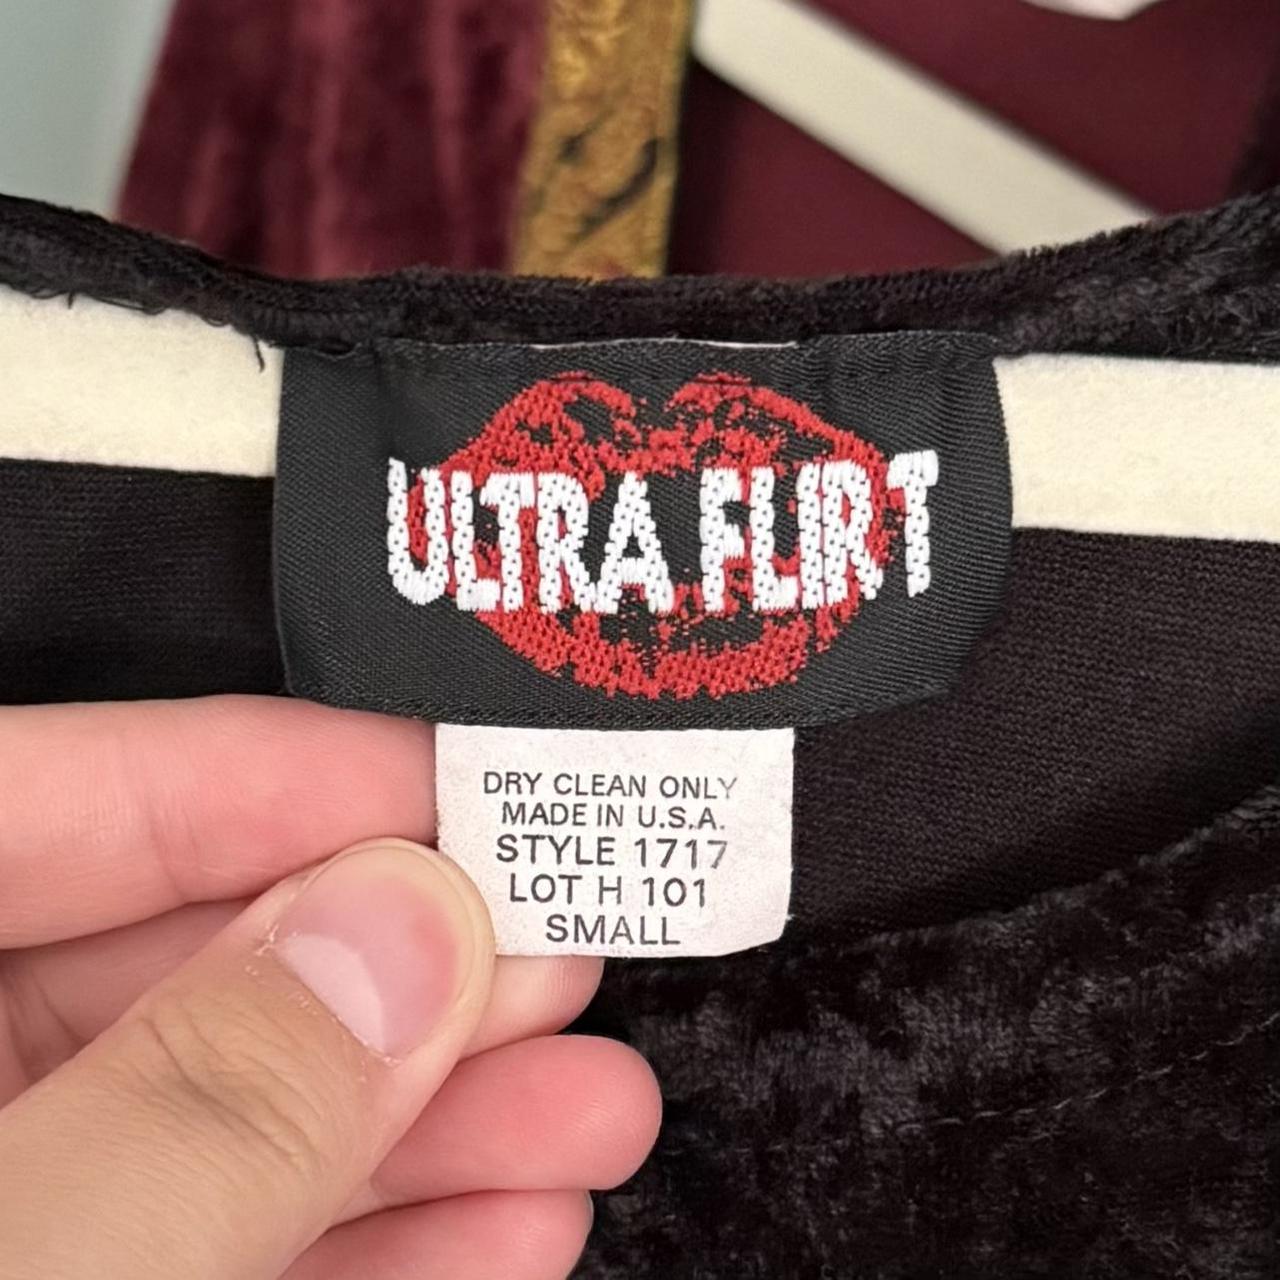 ULTRA FLIRT
DRY CLEAN ONLY
MADE IN U.S.A.
STYLE 1717
LOT H 101
SMALL